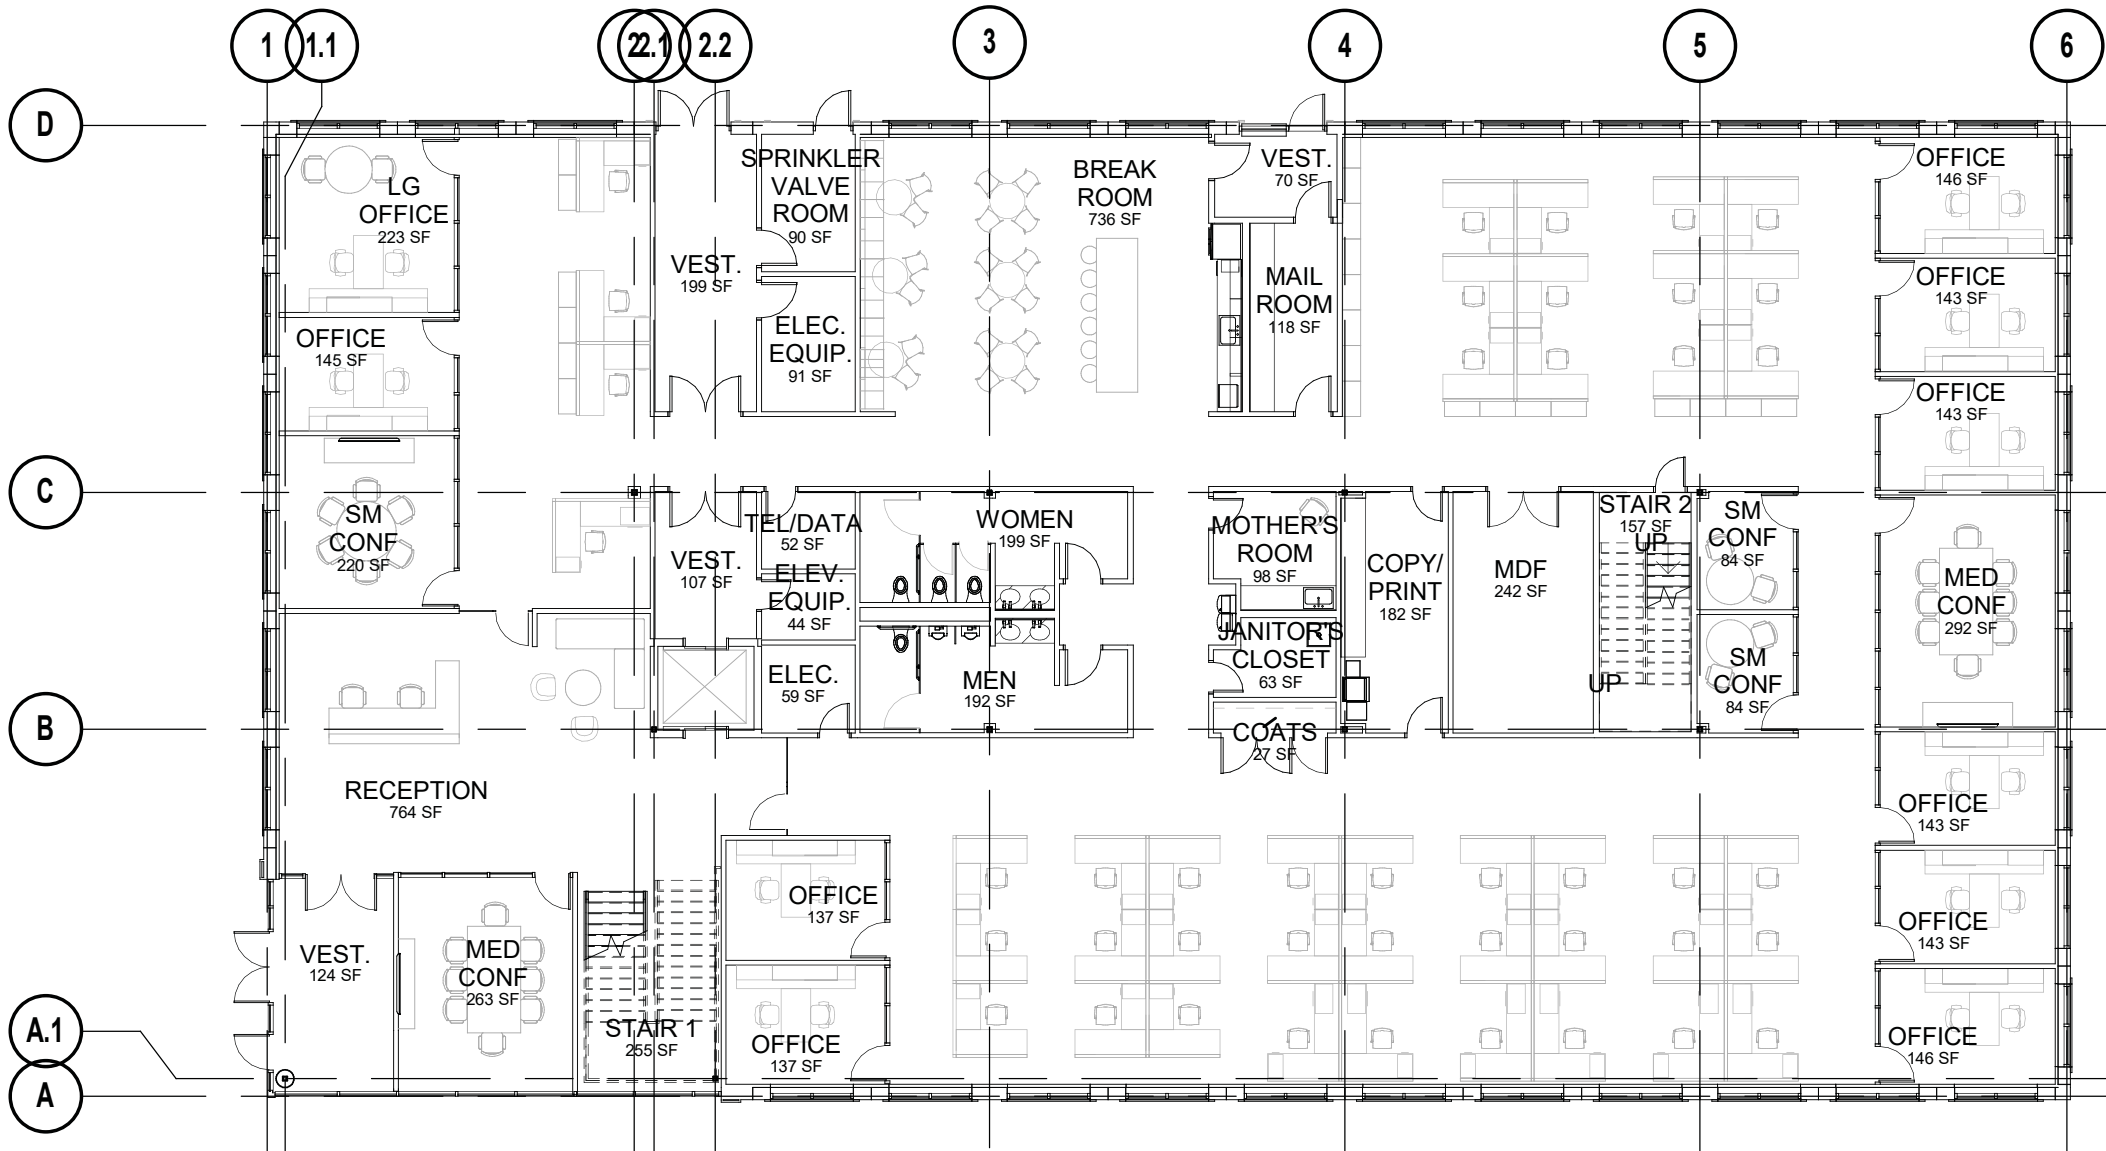 1
1.1
2
2.1
2.2
3
4
5
6
D
C
B
A.1
A
LG
OFFICE
223 SF
OFFICE
145 SF
SM
CONF
220 SF
VEST.
199 SF
SPRINKLER
VALVE
ROOM
90 SF
ELEC.
EQUIP.
91 SF
BREAK
ROOM
736 SF
VEST.
70 SF
MAIL
ROOM
118 SF
OFFICE
146 SF
OFFICE
143 SF
OFFICE
143 SF
VEST.
107 SF
TEL/DATA
52 SF
ELEV.
EQUIP.
44 SF
ELEC.
59 SF
WOMEN
199 SF
MEN
192 SF
MOTHER'S
ROOM
98 SF
JANITOR'S
CLOSET
63 SF
COATS
27 SF
COPY/
PRINT
182 SF
MDF
242 SF
STAIR 2
157 SF
UP
UP
SM
CONF
84 SF
SM
CONF
84 SF
MED
CONF
292 SF
RECEPTION
764 SF
OFFICE
143 SF
OFFICE
143 SF
OFFICE
146 SF
VEST.
124 SF
MED
CONF
263 SF
STAIR 1
255 SF
OFFICE
137 SF
OFFICE
137 SF